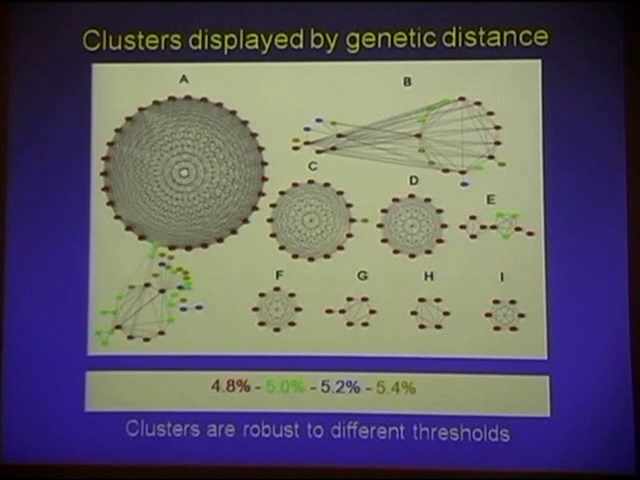 Clusters displayed by genetic distance
A
B
C
D
E
F
G
H
I
4.8% - 5.0% - 5.2% - 5.4%
Clusters are robust to different thresholds